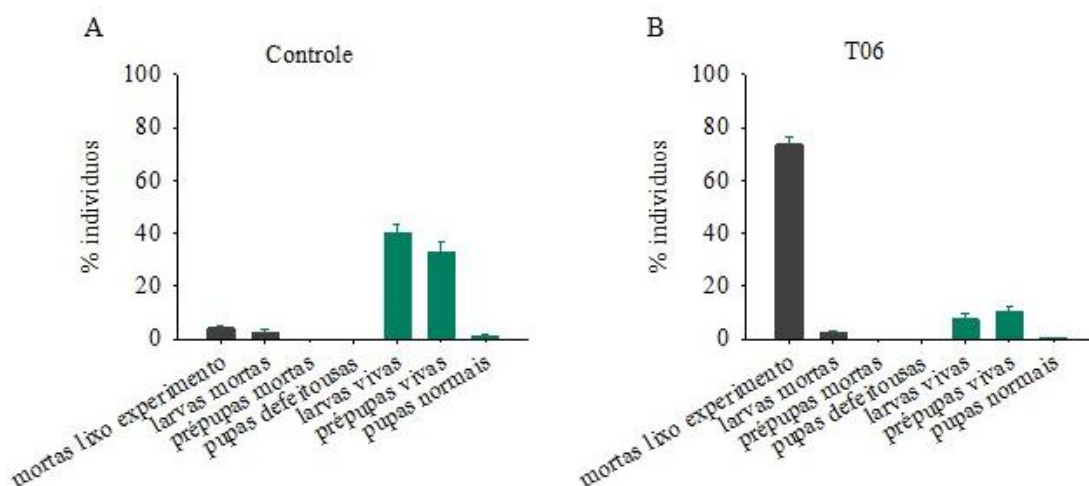 A
Controle
% individuos
100
80
60
40
20
0
mortas lixo experimento
larvas mortas
prépupas mortas
pupas defeitousas
larvas vivas
prépupas vivas
pupas normais
B
T06
% individuos
100
80
60
40
20
0
mortas lixo experimento
larvas mortas
prépupas mortas
pupas defeitousas
larvas vivas
prépupas vivas
pupas normais